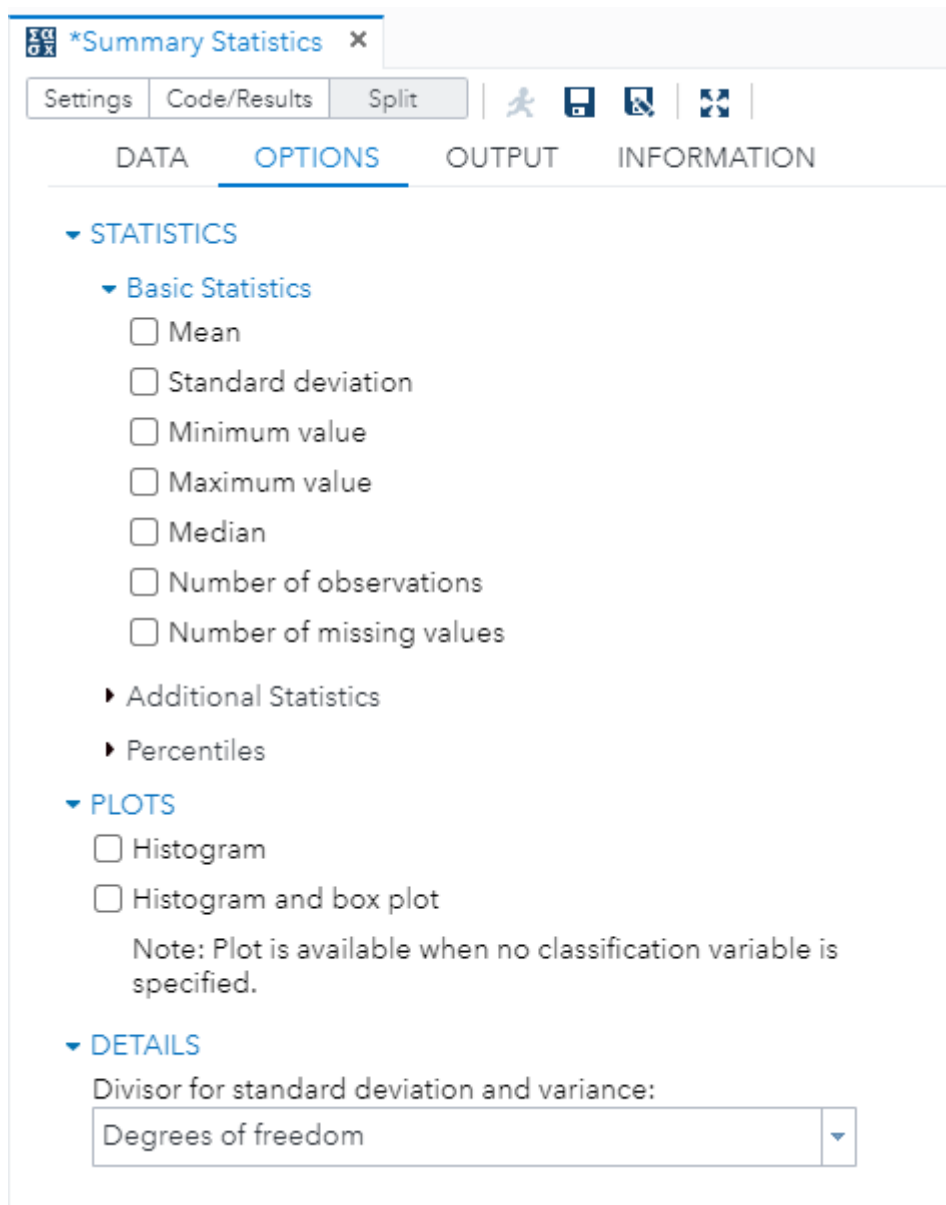 *Summary Statistics ×
Settings Code/Results Split
DATA OPTIONS OUTPUT INFORMATION
STATISTICS
Basic Statistics
Mean
Standard deviation
Minimum value
Maximum value
Median
Number of observations
Number of missing values
Additional Statistics
Percentiles
PLOTS
Histogram
Histogram and box plot
Note: Plot is available when no classification variable is
specified.
DETAILS
Divisor for standard deviation and variance:
Degrees of freedom